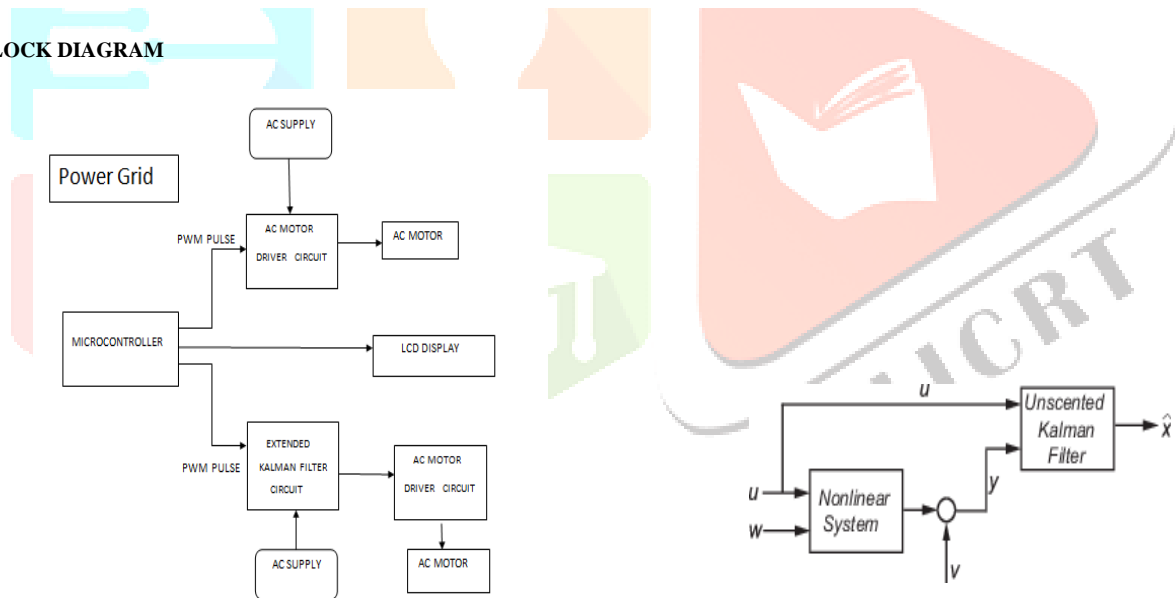 LOCK DIAGRAM
AC SUPPLY
Power Grid
PWM PULSE
AC MOTOR
DRIVER CIRCUIT
AC MOTOR
MICROCONTROLLER
LCD DISPLAY
PWM PULSE
EXTENDED
KALMAN FILTER
CIRCUIT
AC MOTOR
DRIVER CIRCUIT
AC SUPPLY
AC MOTOR
u
Unscented
Kalman
Filter
x̂
u
w
Nonlinear
System
y
v